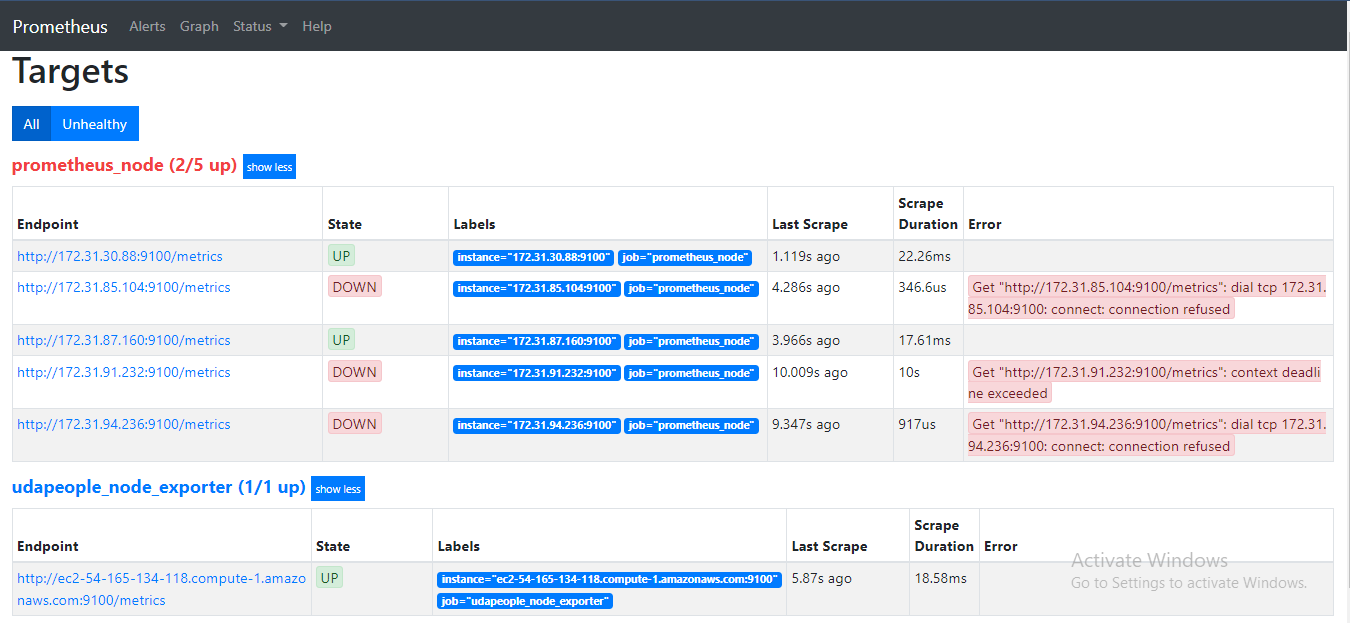 Prometheus Alerts Graph Status Help
Targets
All Unhealthy
prometheus_node (2/5 up) show less
Endpoint State Labels Last Scrape Scrape Duration Error
http://172.31.30.88:9100/metrics UP instance="172.31.30.88:9100" job="prometheus_node" 1.119s ago 22.26ms
http://172.31.85.104:9100/metrics DOWN instance="172.31.85.104:9100" job="prometheus_node" 4.286s ago 346.6us Get "http://172.31.85.104:9100/metrics": dial tcp 172.31.
85.104:9100: connect: connection refused
http://172.31.87.160:9100/metrics UP instance="172.31.87.160:9100" job="prometheus_node" 3.966s ago 17.61ms
http://172.31.91.232:9100/metrics DOWN instance="172.31.91.232:9100" job="prometheus_node" 10.009s ago 10s Get "http://172.31.91.232:9100/metrics": context deadli
ne exceeded
http://172.31.94.236:9100/metrics DOWN instance="172.31.94.236:9100" job="prometheus_node" 9.347s ago 917us Get "http://172.31.94.236:9100/metrics": dial tcp 172.31.
94.236:9100: connect: connection refused
udapeople_node_exporter (1/1 up) show less
Endpoint State Labels Last Scrape Scrape Duration Error
http://ec2-54-165-134-118.compute-1.amazo UP instance="ec2-54-165-134-118.compute-1.amazonaws.com:9100" 5.87s ago 18.58ms
naws.com:9100/metrics job="udapeople_node_exporter"
Activate Windows
Go to Settings to activate Windows.